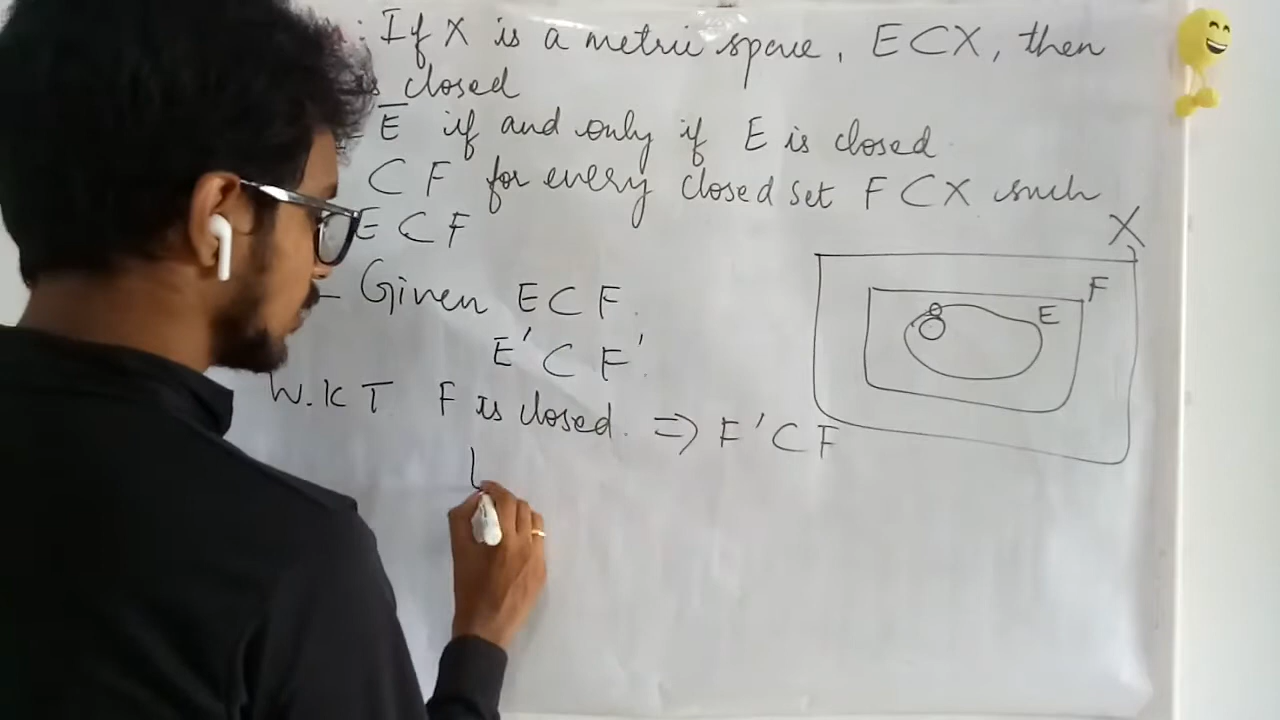 : If X is a metric space, E ⊂ X, then
s closed
Ē if and only if E is closed.
⊂ F for every closed set F ⊂ X such
E ⊂ F
– Given E ⊂ F.
E' ⊂ F'.
W.K T F is closed. ⇒ F' ⊂ F
X
F
E